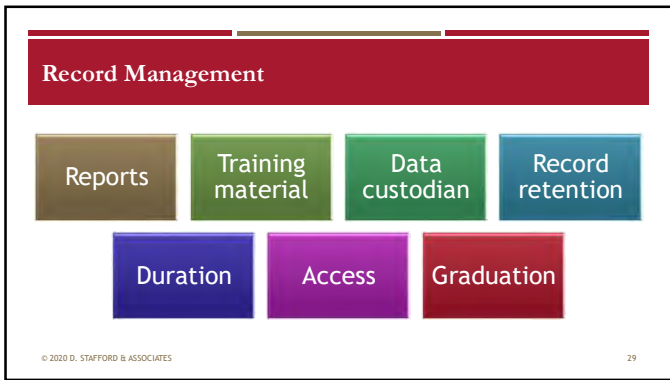 Record Management
Reports
Training
material
Data
custodian
Record
retention
Duration
Access
Graduation
© 2020 D. STAFFORD & ASSOCIATES
29